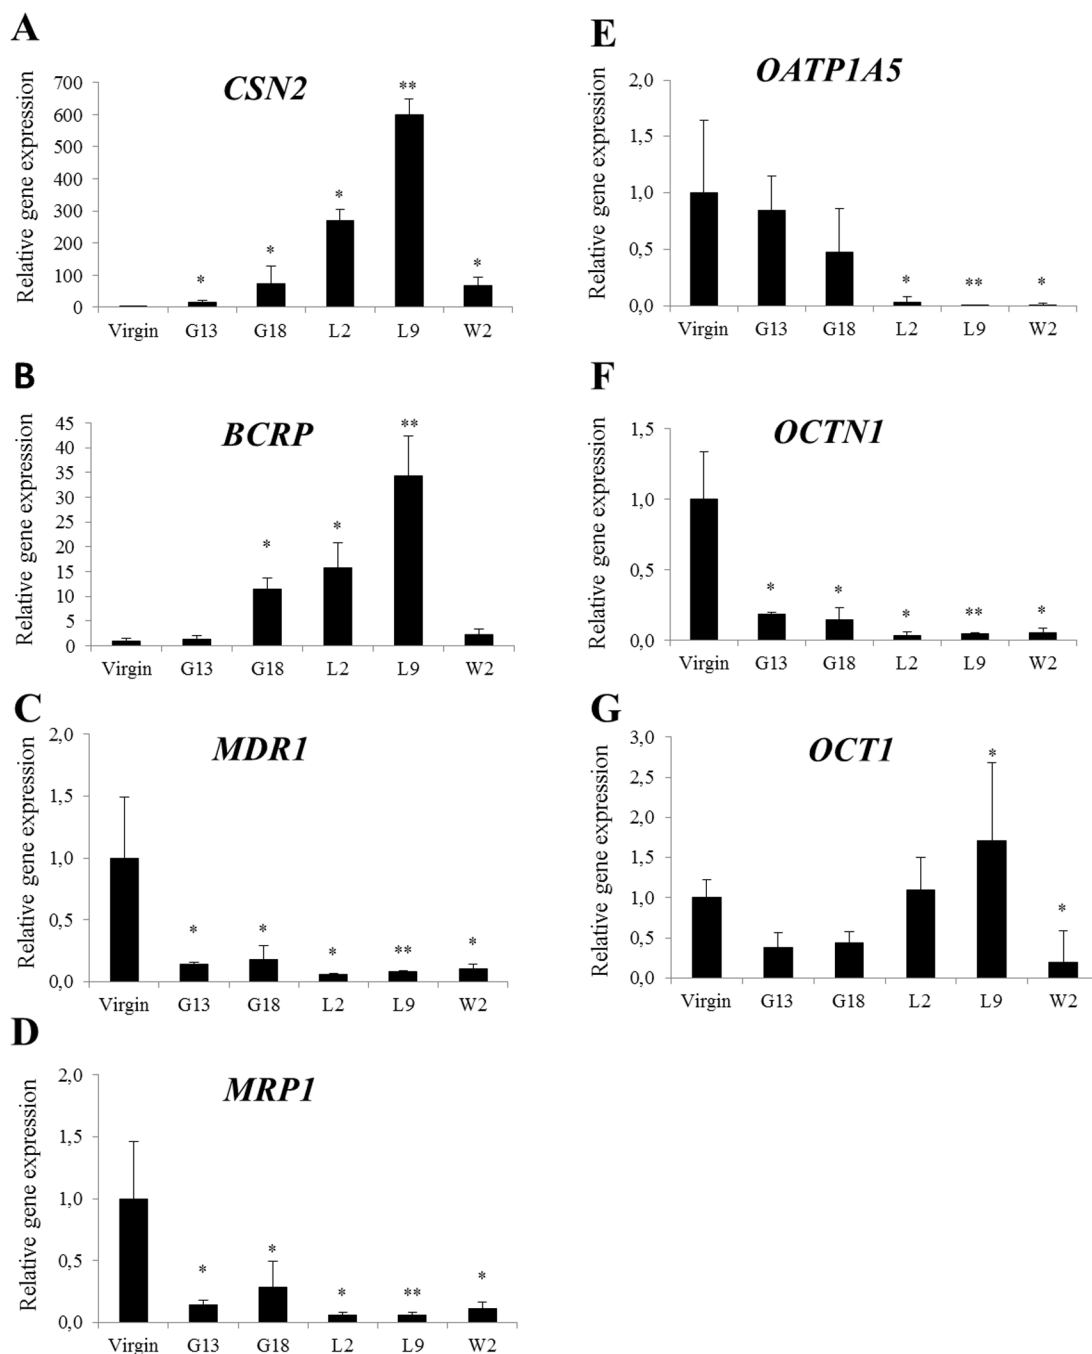 A
CSN2
Relative gene expression
700
600
500
400
300
200
100
0
**
*
*
*
*
Virgin G13 G18 L2 L9 W2
B
BCRP
Relative gene expression
45
40
35
30
25
20
15
10
5
0
**
*
*
Virgin G13 G18 L2 L9 W2
C
MDR1
Relative gene expression
2,0
1,5
1,0
0,5
0,0
* * * ** *
Virgin G13 G18 L2 L9 W2
D
MRP1
Relative gene expression
2,0
1,5
1,0
0,5
0,0
* * * ** *
Virgin G13 G18 L2 L9 W2
E
OATP1A5
Relative gene expression
2,0
1,5
1,0
0,5
0,0
* ** *
Virgin G13 G18 L2 L9 W2
F
OCTN1
Relative gene expression
1,5
1,0
0,5
0,0
* * * ** *
Virgin G13 G18 L2 L9 W2
G
OCT1
Relative gene expression
3,0
2,5
2,0
1,5
1,0
0,5
0,0
*
*
Virgin G13 G18 L2 L9 W2